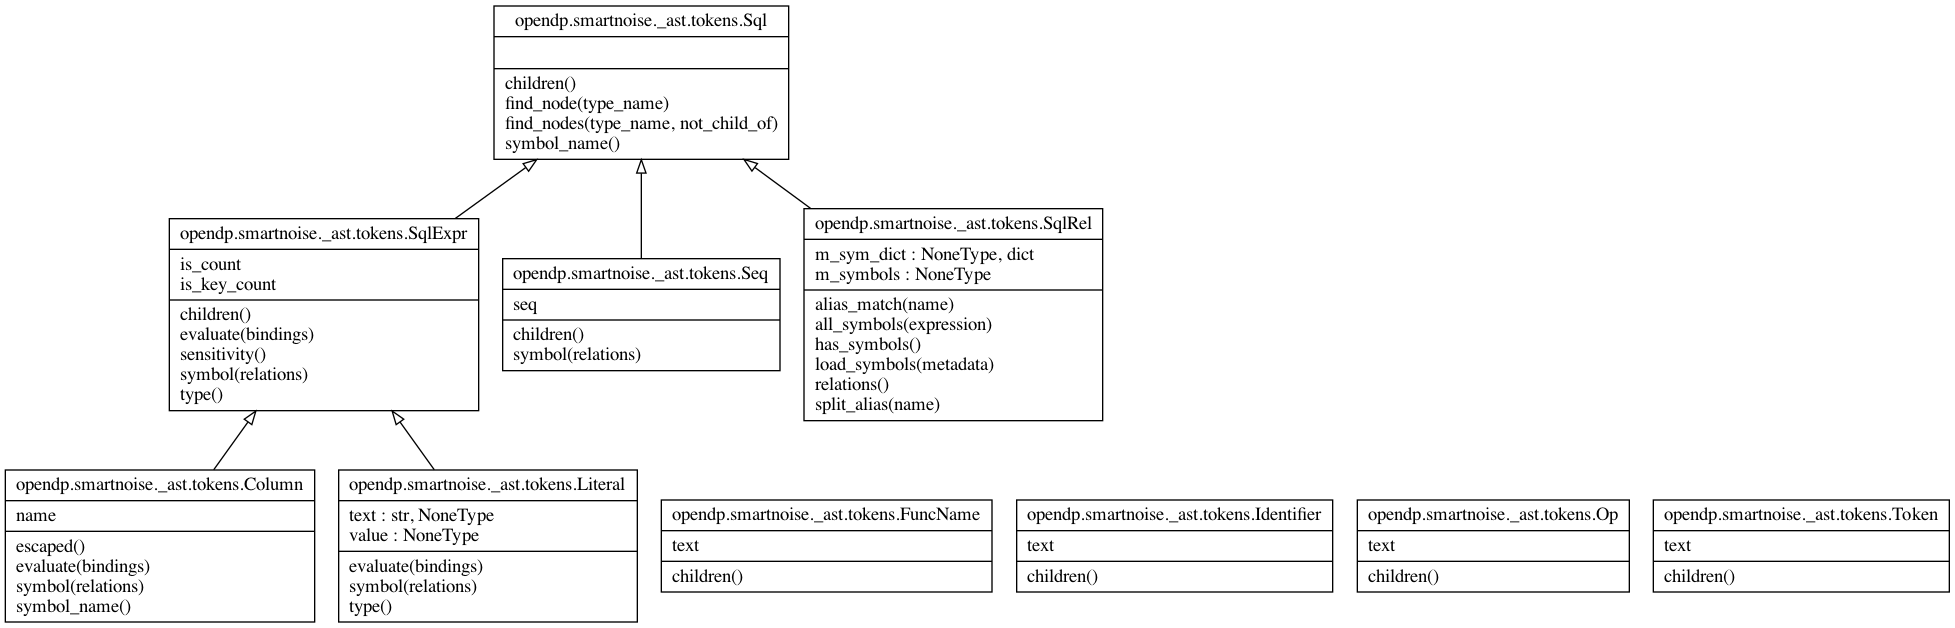 opendp.smartnoise._ast.tokens.Sql
children()
find_node(type_name)
find_nodes(type_name, not_child_of)
symbol_name()
opendp.smartnoise._ast.tokens.SqlExpr
is_count
is_key_count
children()
evaluate(bindings)
sensitivity()
symbol(relations)
type()
opendp.smartnoise._ast.tokens.Seq
seq
children()
symbol(relations)
opendp.smartnoise._ast.tokens.SqlRel
m_sym_dict : NoneType, dict
m_symbols : NoneType
alias_match(name)
all_symbols(expression)
has_symbols()
load_symbols(metadata)
relations()
split_alias(name)
opendp.smartnoise._ast.tokens.Column
name
escaped()
evaluate(bindings)
symbol(relations)
symbol_name()
opendp.smartnoise._ast.tokens.Literal
text : str, NoneType
value : NoneType
evaluate(bindings)
symbol(relations)
type()
opendp.smartnoise._ast.tokens.FuncName
text
children()
opendp.smartnoise._ast.tokens.Identifier
text
children()
opendp.smartnoise._ast.tokens.Op
text
children()
opendp.smartnoise._ast.tokens.Token
text
children()